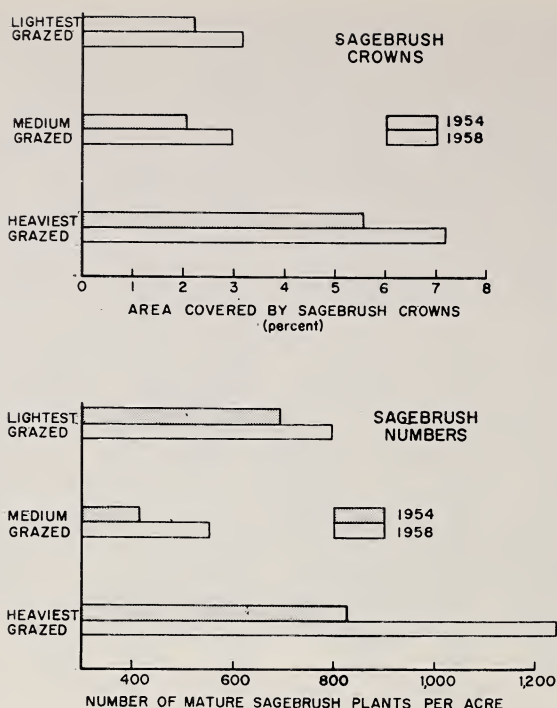 LIGHTEST
GRAZED
SAGEBRUSH
CROWNS
MEDIUM
GRAZED
1954
1958
HEAVIEST
GRAZED
0 1 2 3 4 5 6 7 8
AREA COVERED BY SAGEBRUSH CROWNS
(percent)
LIGHTEST
GRAZED
SAGEBRUSH
NUMBERS
MEDIUM
GRAZED
1954
1958
HEAVIEST
GRAZED
400 600 800 1,000 1,200
NUMBER OF MATURE SAGEBRUSH PLANTS PER ACRE